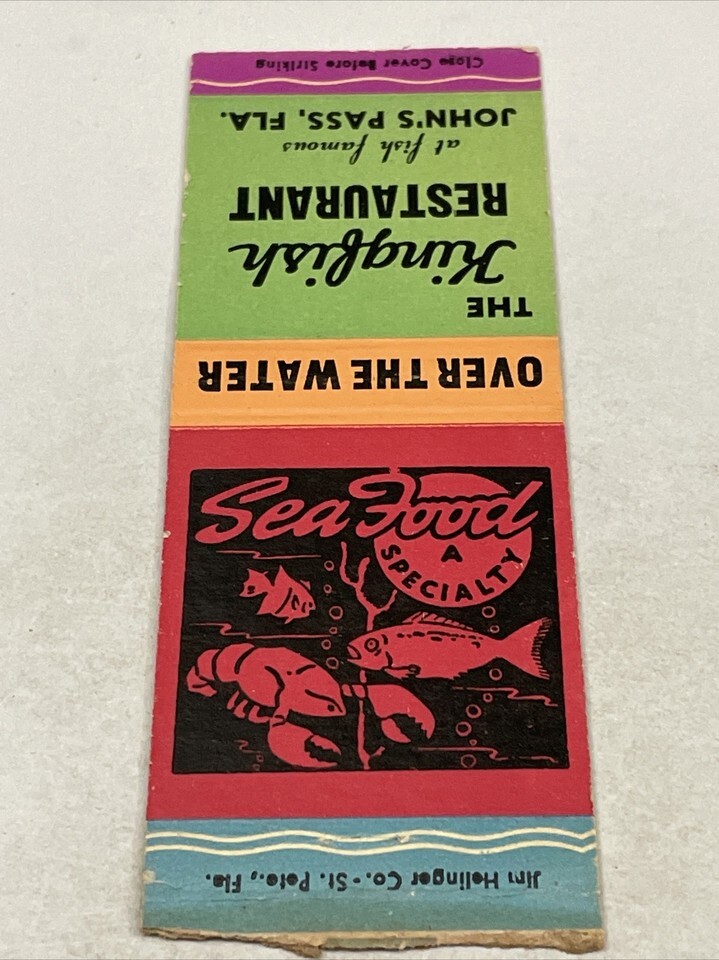 Close Cover Before Striking
JOHN'S PASS, FLA.
at fish famous
RESTAURANT
Kingfish
THE
OVER THE WATER
Sea Food
A
SPECIALTY
Jim Helinger Co. - St. Pete., Fla.